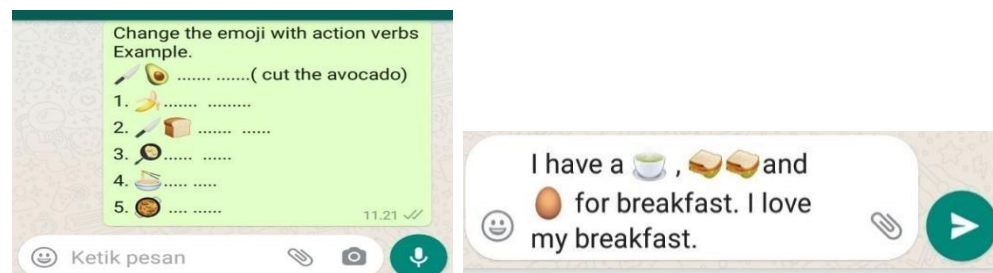 Change the emoji with action verbs
Example.
🔪🥑 ....... .......( cut the avocado)
1. 🍌....... .........
2. 🔪🍞 ....... ......
3. 🍳...... ......
4. 🍜..... .....
5. 🥘 .... ......
11.21
Ketik pesan
I have a 🍵 , 🥪🥪and
🥚 for breakfast. I love
my breakfast.